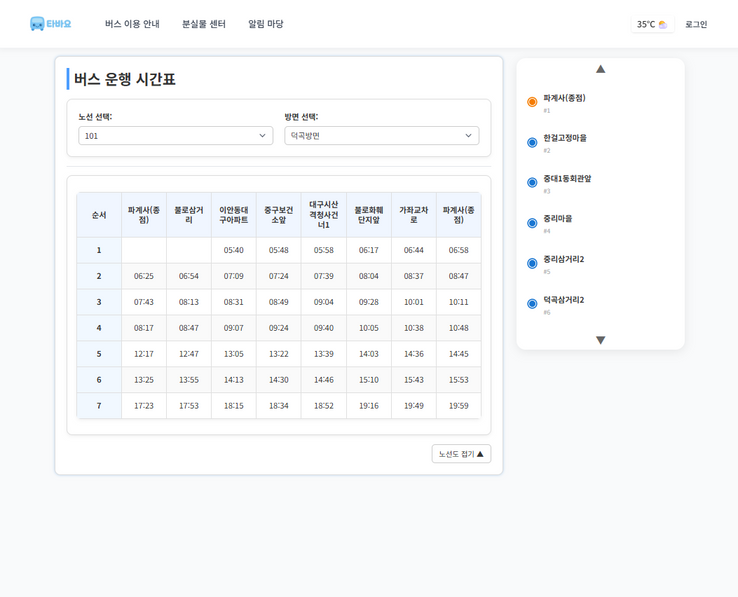 타바요
버스 이용 안내
분실물 센터
알림 마당
35℃
로그인
버스 운행 시간표
노선 선택:
방면 선택:
101
덕곡방면
순서 파계사(종점) 불로삼거리 이안동대구아파트 중구보건소앞 대구시산격청사건너1 불로화훼단지앞 가좌교차로 파계사(종점)
1 05:40 05:48 05:58 06:17 06:44 06:58
2 06:25 06:54 07:09 07:24 07:39 08:04 08:37 08:47
3 07:43 08:13 08:31 08:49 09:04 09:28 10:01 10:11
4 08:17 08:47 09:07 09:24 09:40 10:05 10:38 10:48
5 12:17 12:47 13:05 13:22 13:39 14:03 14:36 14:45
6 13:25 13:55 14:13 14:30 14:46 15:10 15:43 15:53
7 17:23 17:53 18:15 18:34 18:52 19:16 19:49 19:59
노선도 접기 ▲
▲
파계사(종점)
#1
한걸고정마을
#2
중대1동회관앞
#3
중리마을
#4
중리삼거리2
#5
덕곡삼거리2
#6
▼